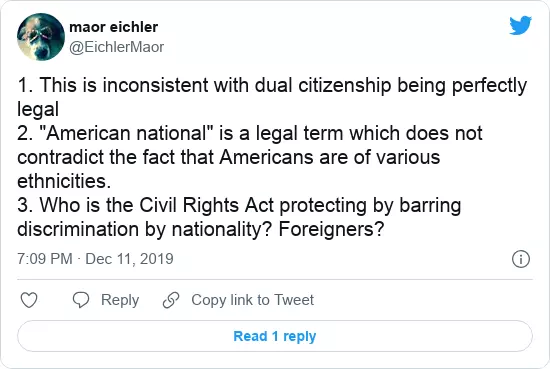 maor eichler
@EichlerMaor
1. This is inconsistent with dual citizenship being perfectly
legal
2. "American national" is a legal term which does not
contradict the fact that Americans are of various
ethnicities.
3. Who is the Civil Rights Act protecting by barring
discrimination by nationality? Foreigners?
7:09 PM · Dec 11, 2019
Reply Copy link to Tweet
Read 1 reply